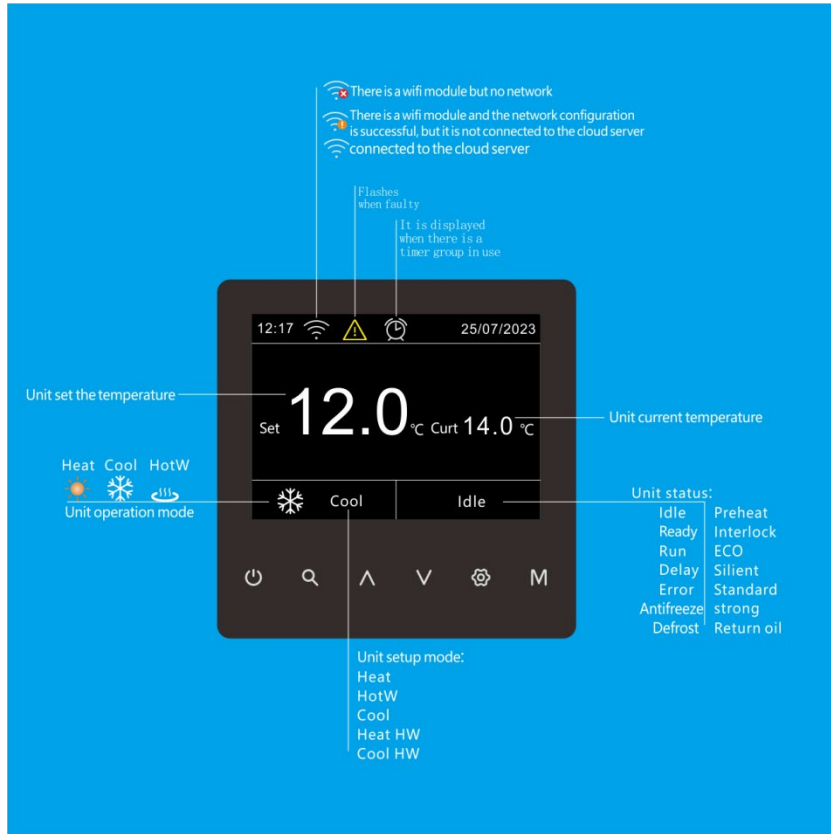 There is a wifi module but no network
There is a wifi module and the network configuration
is successful, but it is not connected to the cloud server
connected to the cloud server
Flashes
when faulty
It is displayed
when there is a
timer group in use
12:17 25/07/2023
Unit set the temperature
Set 12.0 °C Curt 14.0 °C
Unit current temperature
Heat Cool HotW
Unit operation mode
Cool Idle
Unit status:
Idle Preheat
Ready Interlock
Run ECO
Delay Silient
Error Standard
Antifreeze strong
Defrost Return oil
M
Unit setup mode:
Heat
HotW
Cool
Heat HW
Cool HW